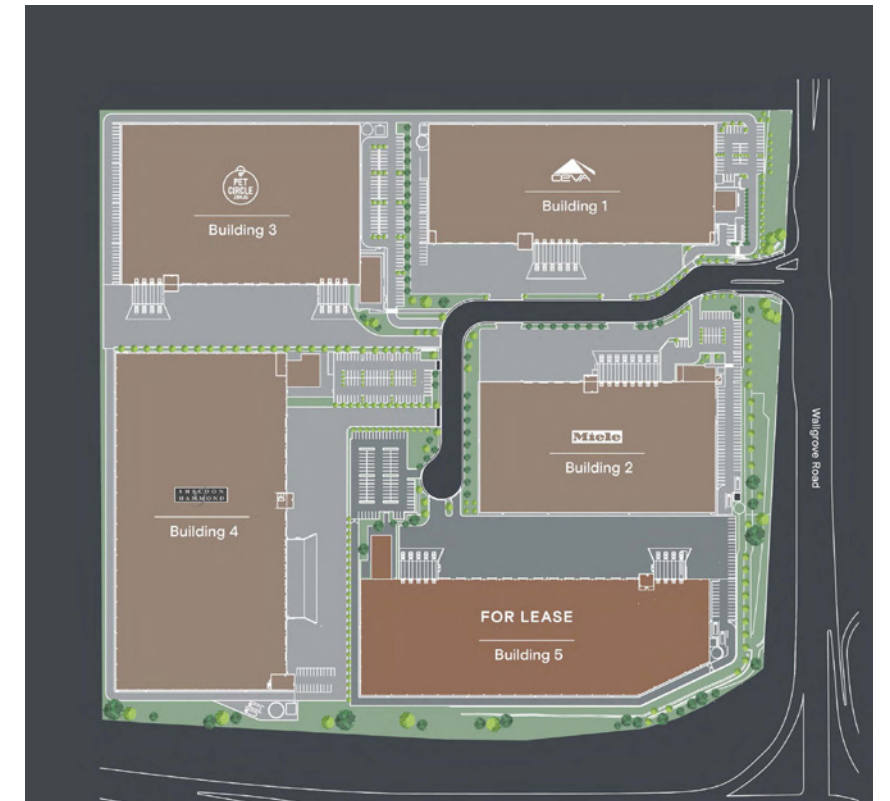 PET
CIRCLE
Building 3
CEVA
Building 1
Miele
Building 2
SHELDON
& HAMMOND
Building 4
FOR LEASE
Building 5
Wallgrove Road